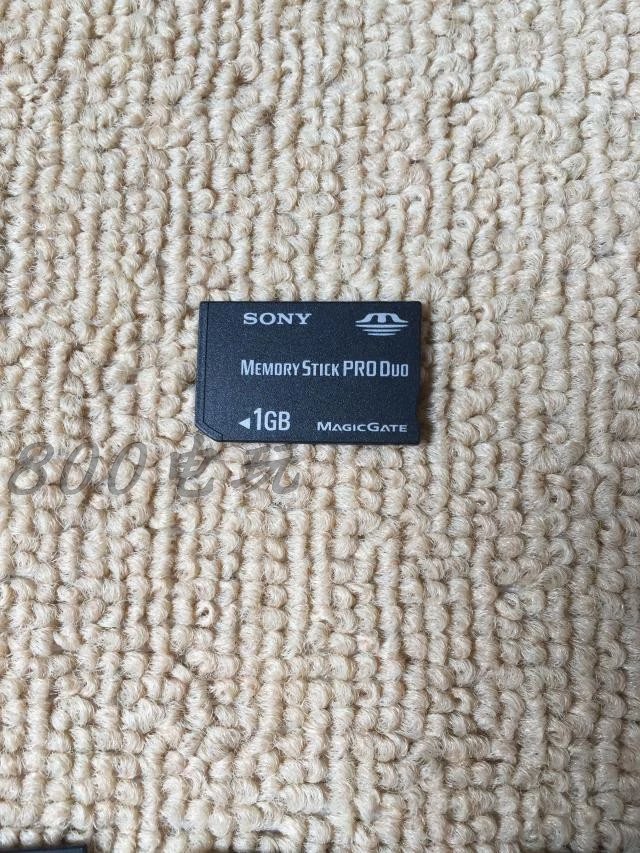 SONY
MEMORY STICK PRO DUO
◀1GB MAGICGATE
800电玩